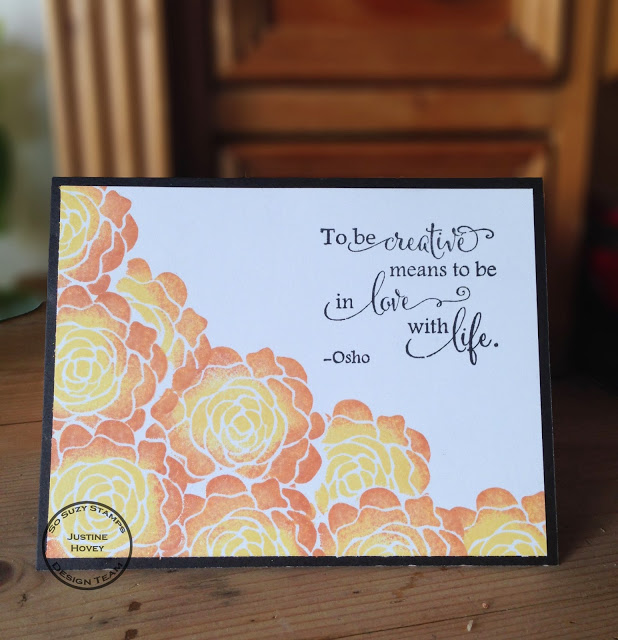 To be creative
means to be
in love
with life.
–Osho
So Suzy Stamps
Justine
Hovey
Design Team